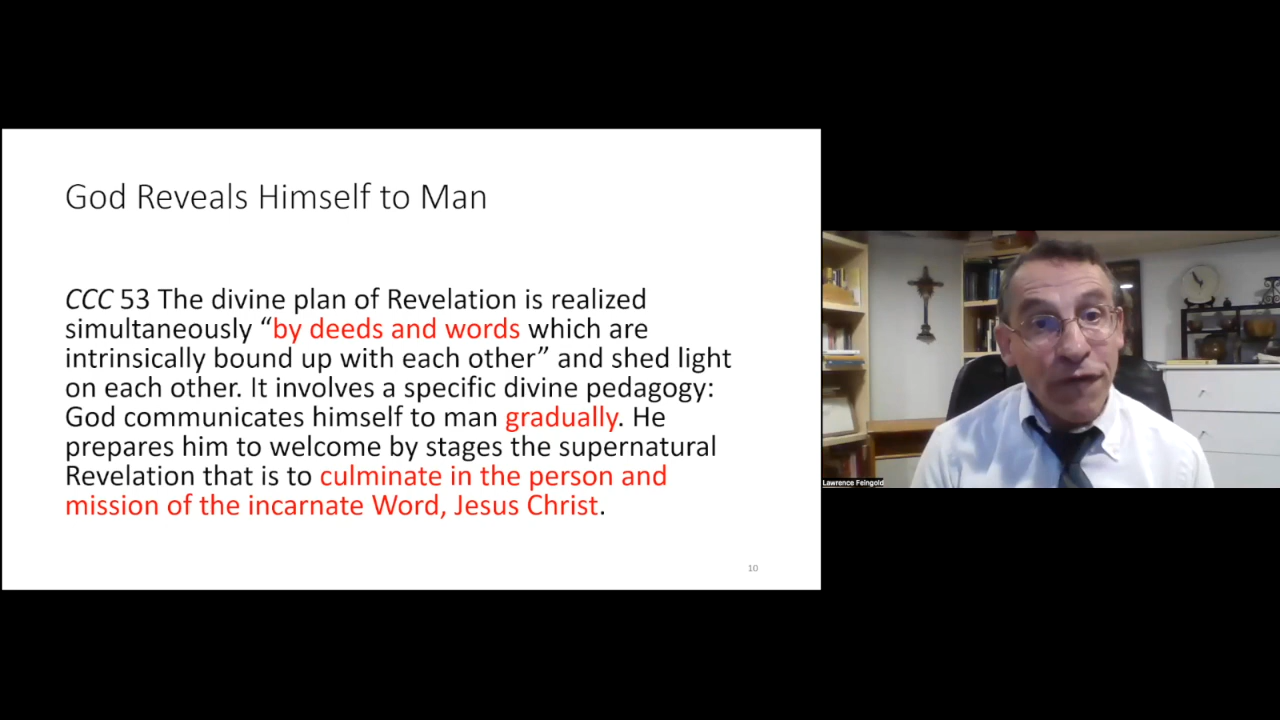 God Reveals Himself to Man
CCC 53 The divine plan of Revelation is realized
simultaneously “by deeds and words which are
intrinsically bound up with each other” and shed light
on each other. It involves a specific divine pedagogy:
God communicates himself to man gradually. He
prepares him to welcome by stages the supernatural
Revelation that is to culminate in the person and
mission of the incarnate Word, Jesus Christ.
10
Lawrence Feingold